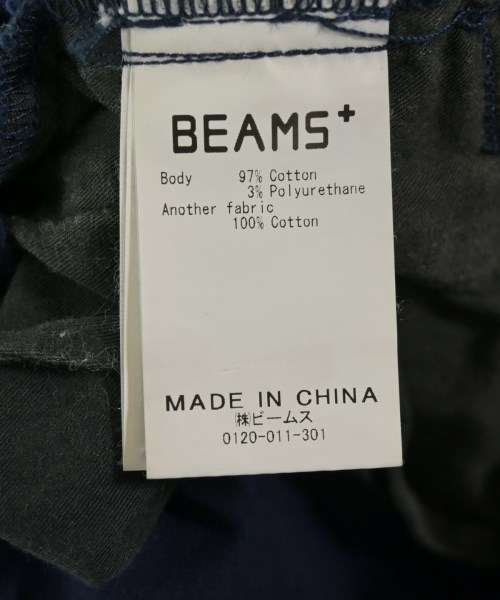 BEAMS+
Body 97% Cotton
3% Polyurethane
Another fabric
100% Cotton
MADE IN CHINA
㈱ビームス
0120-011-301